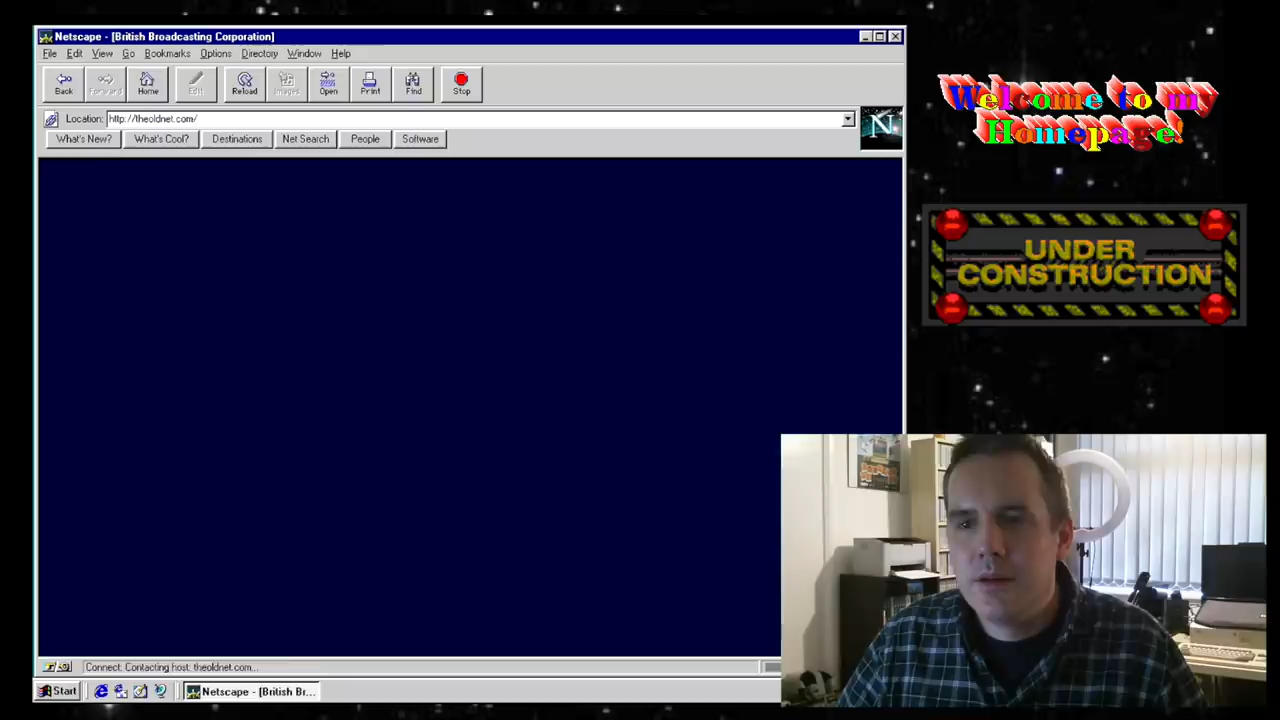 Netscape - [British Broadcasting Corporation]
File Edit View Go Bookmarks Options Directory Window Help
Back Forward Home Edit Reload Images Open Print Find Stop
Location: http://theoldnet.com/
N
What's New? What's Cool? Destinations Net Search People Software
Welcome to my
Homepage!
UNDER
CONSTRUCTION
Connect: Contacting host: theoldnet.com...
Start Netscape - [British Br...